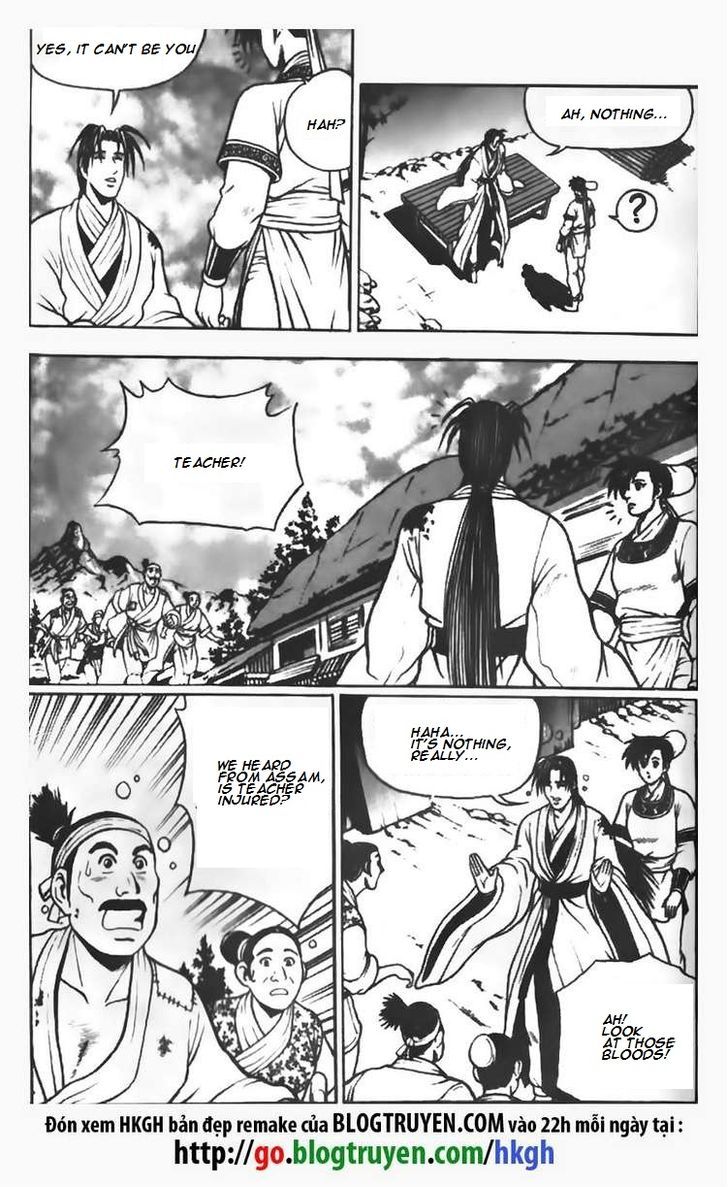 YES, IT CAN'T BE YOU
HAH?
AH, NOTHING...
?
TEACHER!
WE HEARD
FROM ASSAM,
IS TEACHER
INJURED?
HAHA...
IT'S NOTHING,
REALLY...
AH!
LOOK
AT THOSE
BLOODS!
Đón xem HKGH bản đẹp remake của BLOGTRUYEN.COM vào 22h mỗi ngày tại :
http://go.blogtruyen.com/hkgh